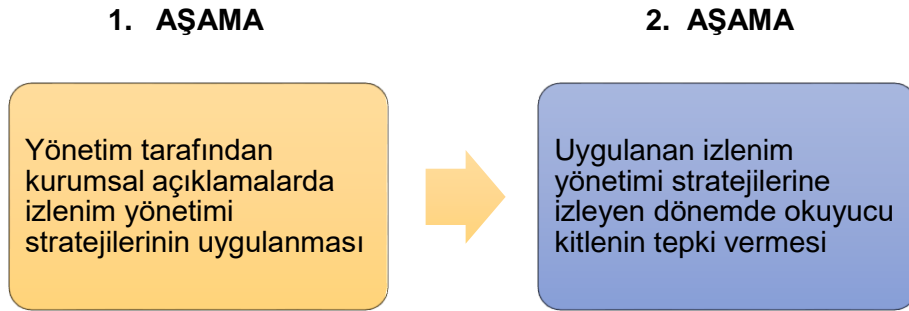 1. AŞAMA
2. AŞAMA
Yönetim tarafından
kurumsal açıklamalarda
izlenim yönetimi
stratejilerinin uygulanması
Uygulanan izlenim
yönetimi stratejilerine
izleyen dönemde okuyucu
kitlenin tepki vermesi